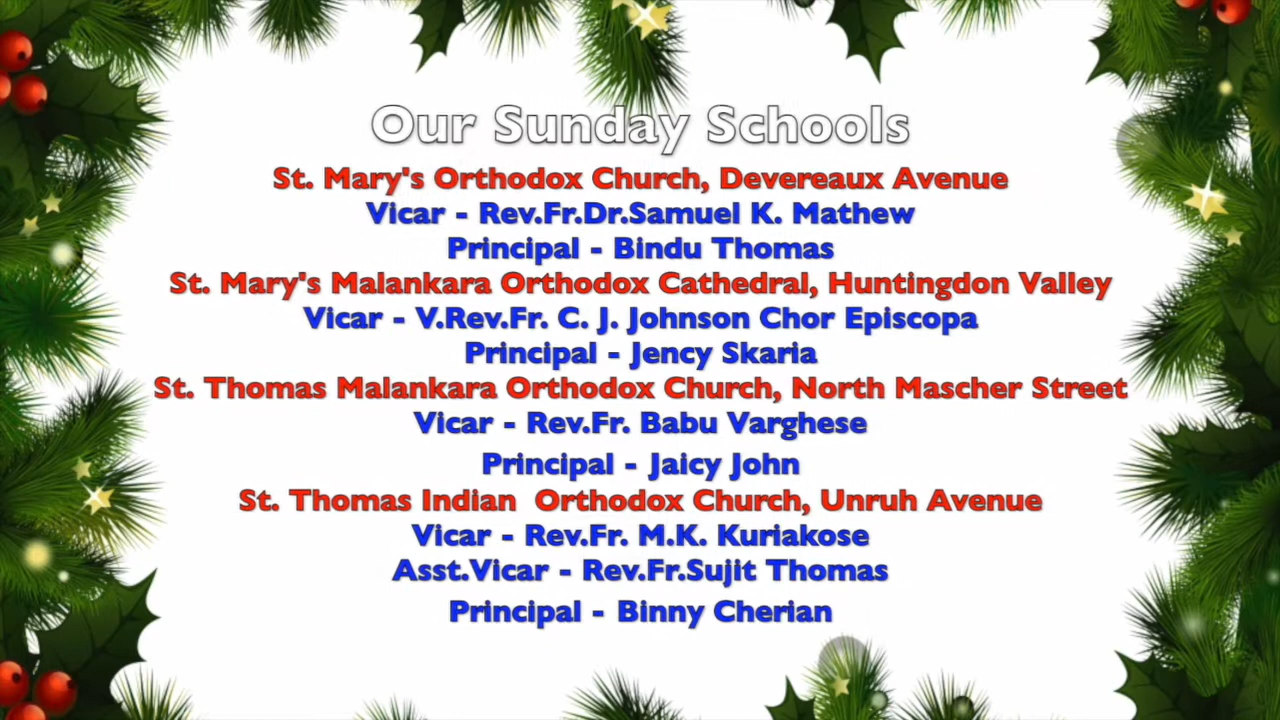 Our Sunday Schools
St. Mary's Orthodox Church, Devereaux Avenue
Vicar - Rev.Fr.Dr.Samuel K. Mathew
Principal - Bindu Thomas
St. Mary's Malankara Orthodox Cathedral, Huntingdon Valley
Vicar - V.Rev.Fr. C. J. Johnson Chor Episcopa
Principal - Jency Skaria
St. Thomas Malankara Orthodox Church, North Mascher Street
Vicar - Rev.Fr. Babu Varghese
Principal - Jaicy John
St. Thomas Indian  Orthodox Church, Unruh Avenue
Vicar - Rev.Fr. M.K. Kuriakose
Asst.Vicar - Rev.Fr.Sujit Thomas
Principal - Binny Cherian